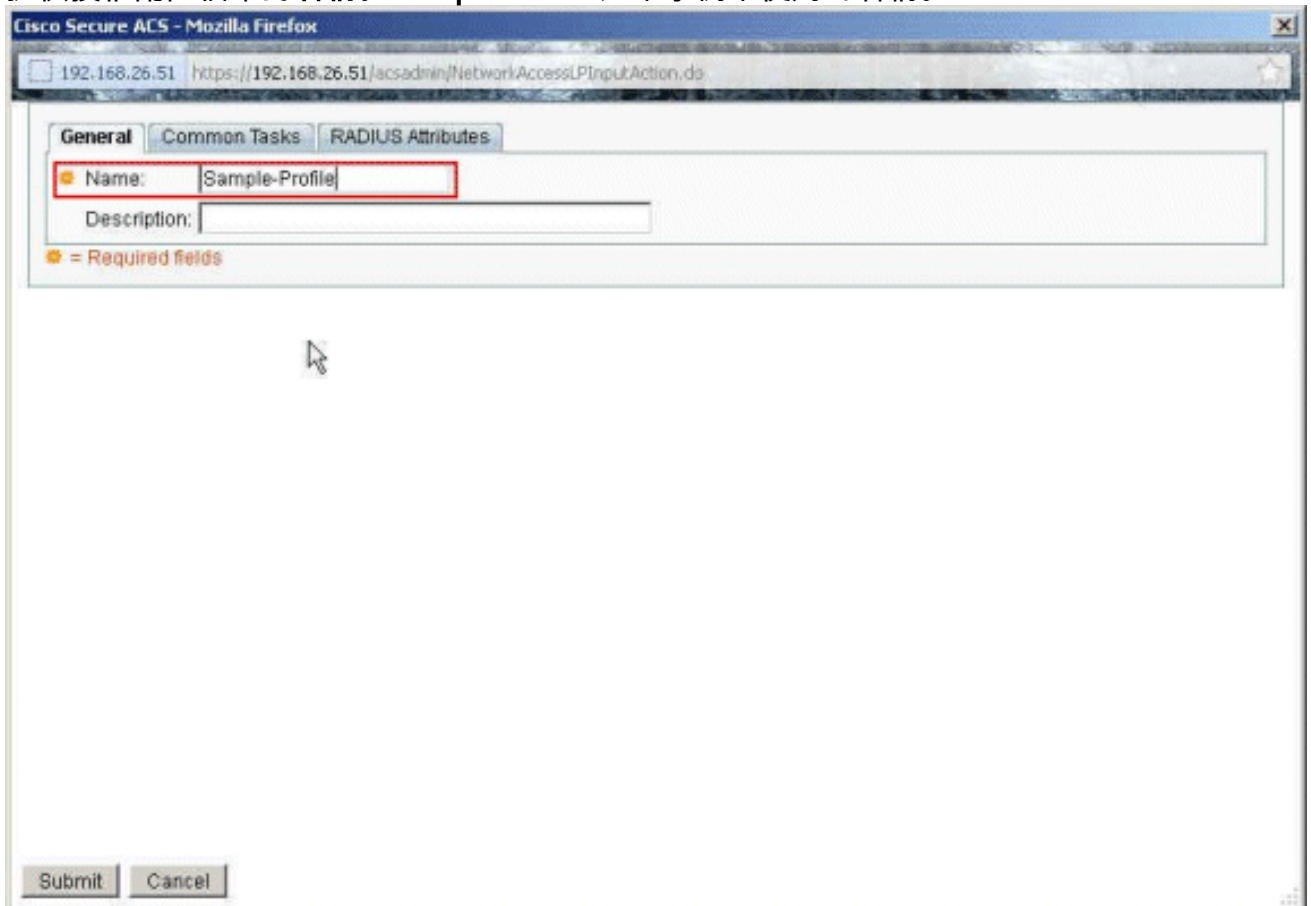 Cisco Secure ACS - Mozilla Firefox
192.168.26.51 https://192.168.26.51/acsadmin/NetworkAccessLPInputAction.do
General Common Tasks RADIUS Attributes
Name: Sample-Profile
Description:
= Required fields
Submit Cancel